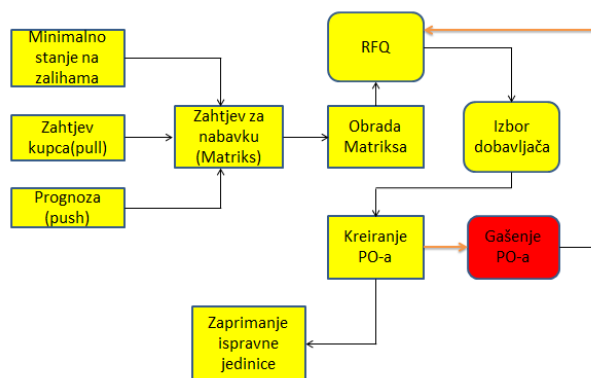 Minimalno
stanje na
zalihama
RFQ
Zahtjev
kupca(pull)
Zahtjev za
nabavku
(Matriks)
Obrada
Matriksa
Izbor
dobavljača
Prognoza
(push)
Kreiranje
PO-a
Gašenje
PO-a
Zaprimanje
ispravne
jedinice